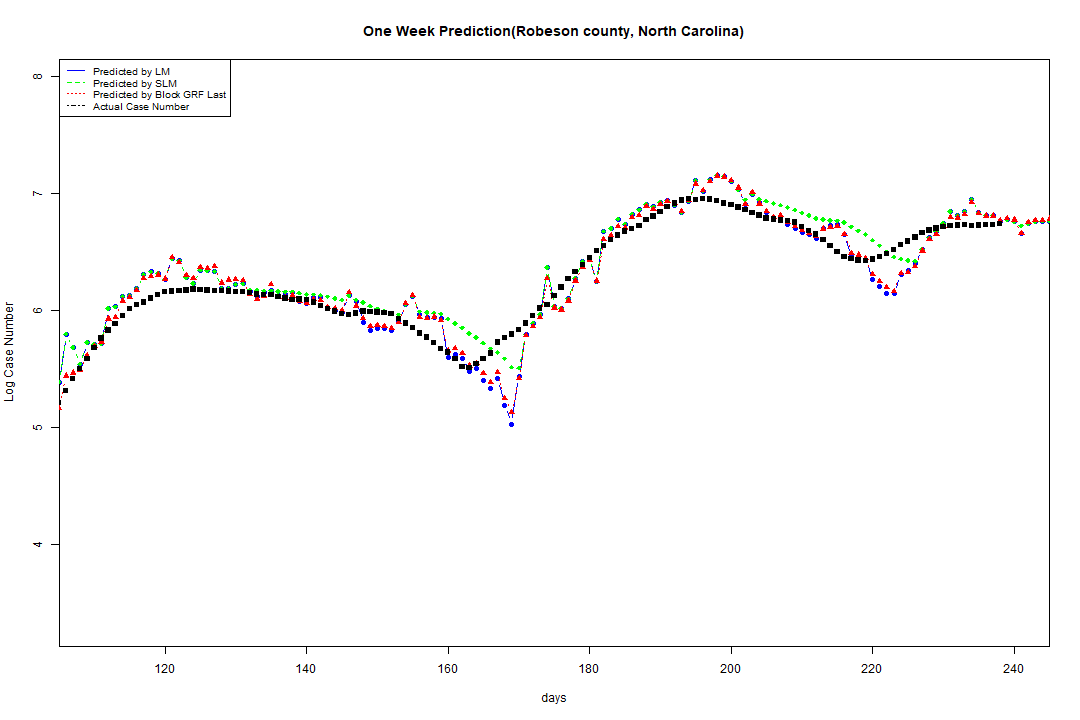 One Week Prediction(Robeson county, North Carolina)
Predicted by LM
Predicted by SLM
Predicted by Block GRF Last
Actual Case Number
8
7
6
5
4
Log Case Number
120 140 160 180 200 220 240
days